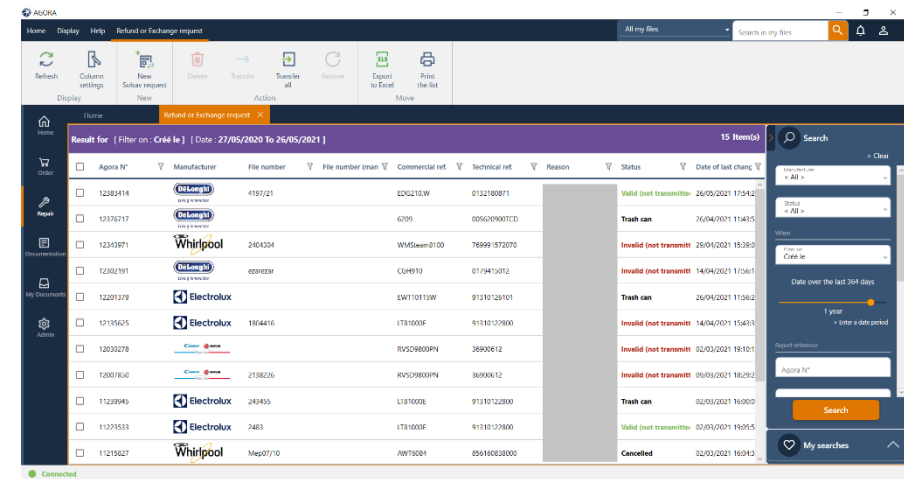 AGORA
Home Display Help Refund or Exchange request
All my files
Search in my files
Refresh
Column settings
New Solsav request
Delete
Transfer
Transfer all
Restore
Export to Excel
Print the list
Display New Action Move
Home
Refund or Exchange request ×
Home
Order
Repair
Documentation
My Documents
Admin
Result for [ Filter on : Créé le ] [ Date : 27/05/2020 To 26/05/2021 ] 15 Item(s)
Agora N° Manufacturer File number File number (man Commercial ref. Technical ref. Reason Status Date of last chang
12383414 DeLonghi 4197/21 EDG210.W 0132180871 Valid (not transmitte 26/05/2021 17:54:2
12376717 DeLonghi 6209 005620900TCD Trash can 26/04/2021 11:43:5
12343971 Whirlpool 2404304 WMSteam8100 769991572070 Invalid (not transmitt 29/04/2021 15:39:0
12302191 DeLonghi ezarezar CGH910 0179415012 Invalid (not transmitt 14/04/2021 17:56:1
12201379 Electrolux EWT10115W 91310126101 Trash can 26/04/2021 11:56:2
12135625 Electrolux 1804416 LT81000E 91310122800 Invalid (not transmitt 14/04/2021 15:43:3
12030278 RVSD9800PN 36900612 Invalid (not transmitt 02/03/2021 19:10:1
12007850 2138226 RVSD9800PN 36900612 Invalid (not transmitt 09/03/2021 18:29:2
11239945 Electrolux 243455 LT81000E 91310122800 Trash can 02/03/2021 16:00:0
11223533 Electrolux 2483 LT81000E 91310122800 Valid (not transmitte 02/03/2021 19:05:5
11215827 Whirlpool Mep07/10 AWT6084 856160838000 Cancelled 02/03/2021 16:04:3
Search
> Clear
Manufacturer
< All >
Status
< All >
When
Filter on
Créé le
Date over the last 364 days
1 year
> Enter a date period
Report reference
Agora N°
Search
My searches
Connected